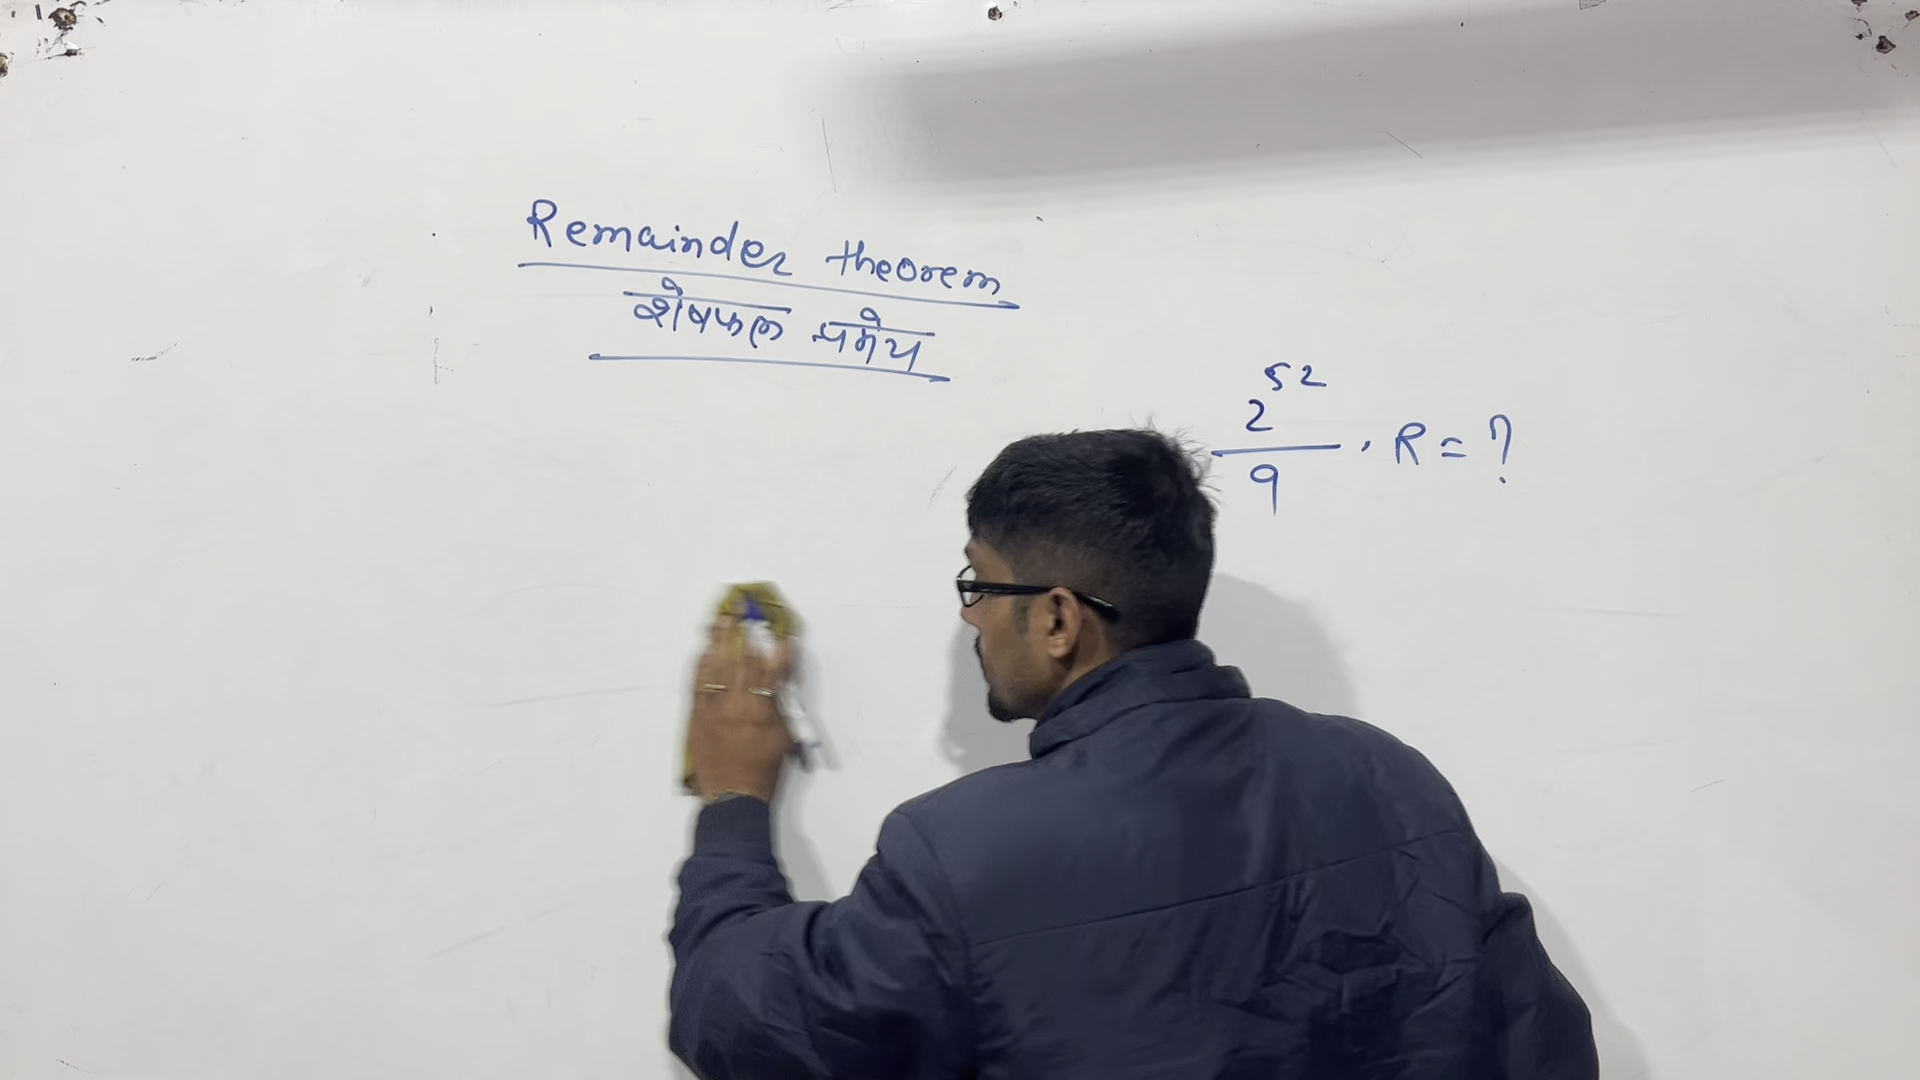 Remainder theorem
शेषफल प्रमेय
2^52
9 , R = ?